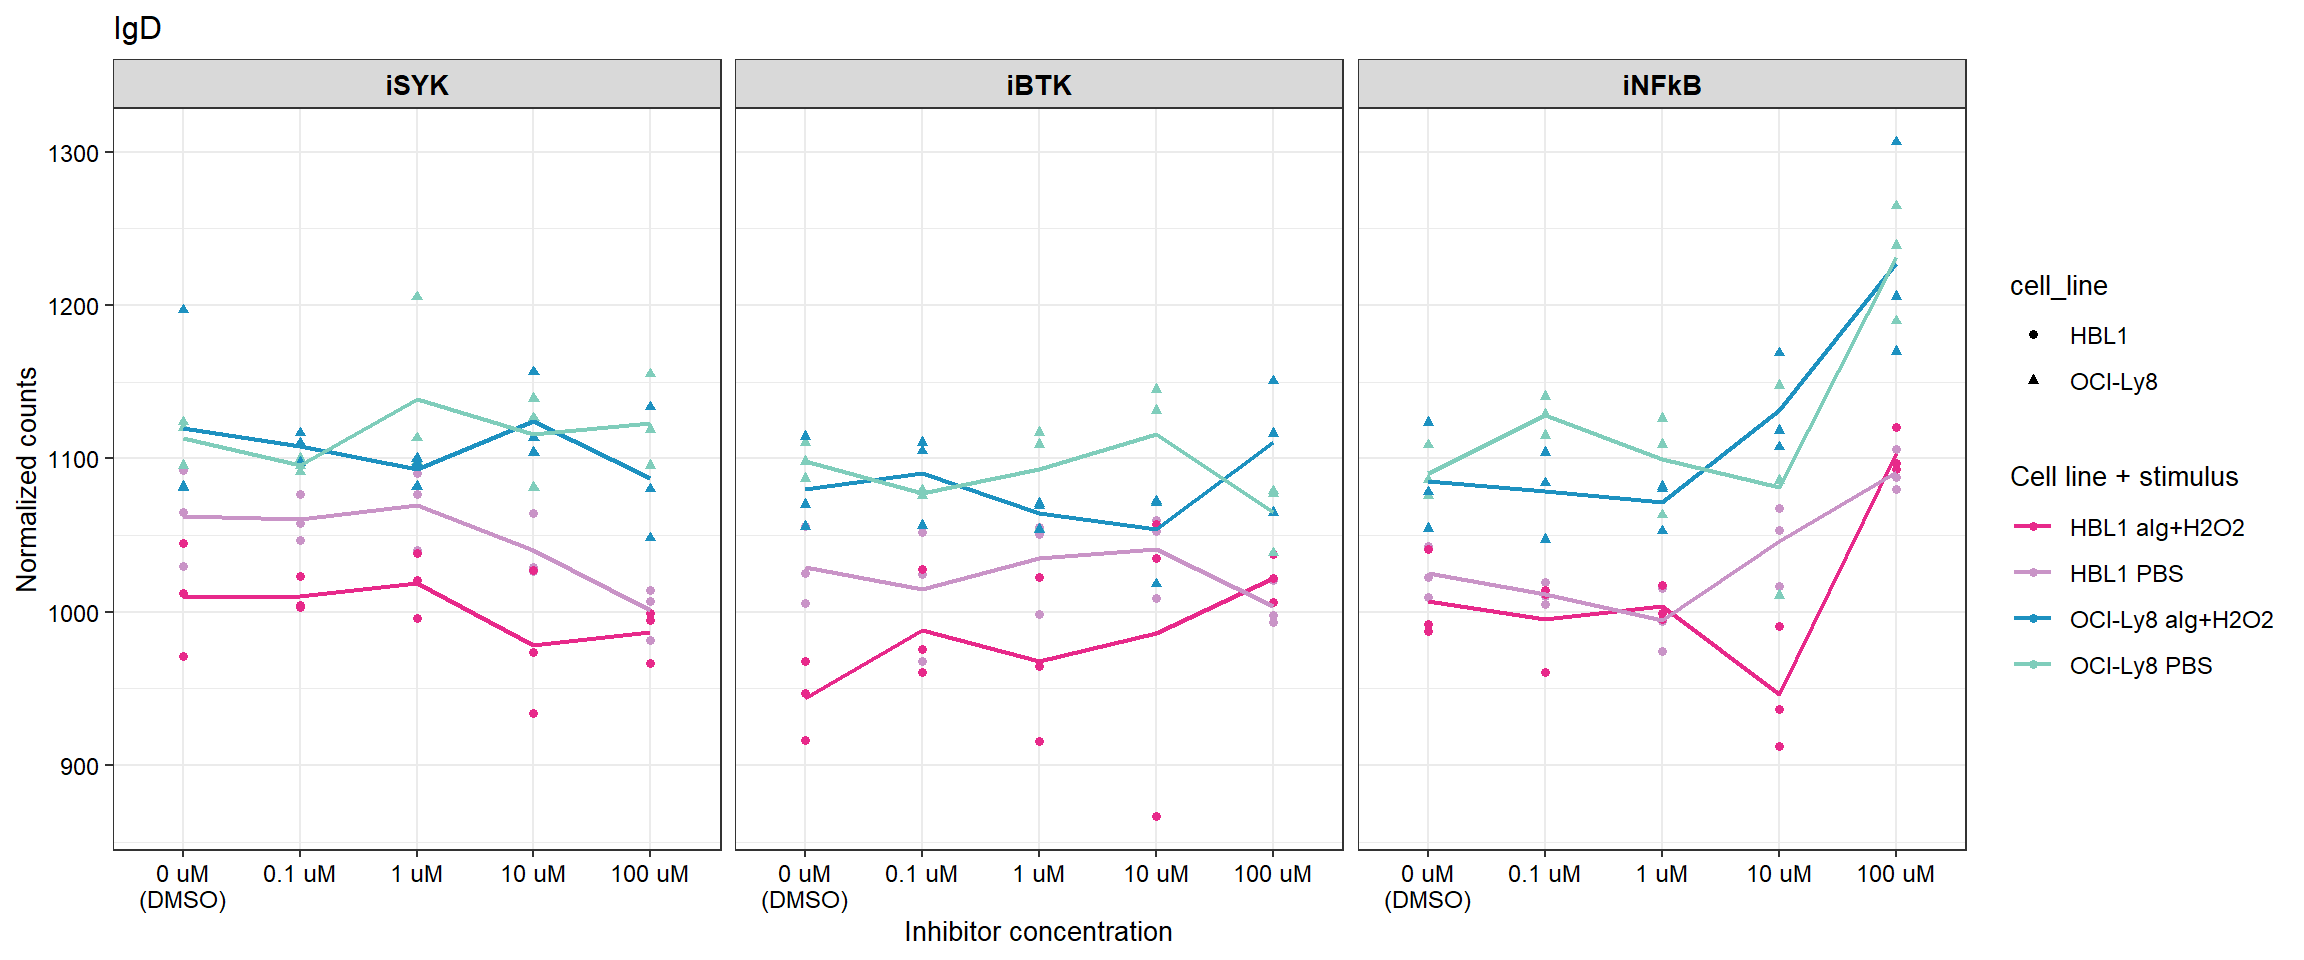 IgD
iSYK
iBTK
iNFkB
Normalized counts
1300
1200
1100
1000
900
0 uM
(DMSO)
0.1 uM
1 uM
10 uM
100 uM
0 uM
(DMSO)
0.1 uM
1 uM
10 uM
100 uM
0 uM
(DMSO)
0.1 uM
1 uM
10 uM
100 uM
Inhibitor concentration
cell_line
HBL1
OCI-Ly8
Cell line + stimulus
HBL1 aIg+H2O2
HBL1 PBS
OCI-Ly8 aIg+H2O2
OCI-Ly8 PBS